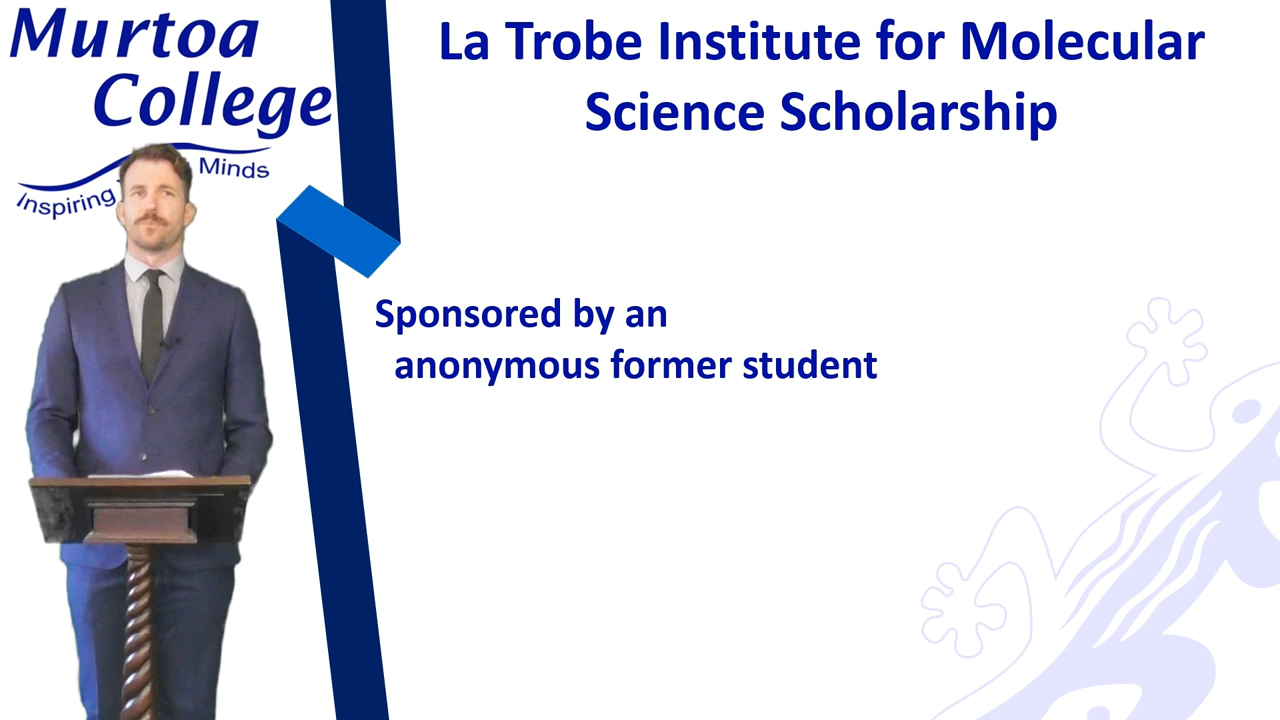 Murtoa
College
Inspiring
Minds
La Trobe Institute for Molecular
Science Scholarship
Sponsored by an
anonymous former student